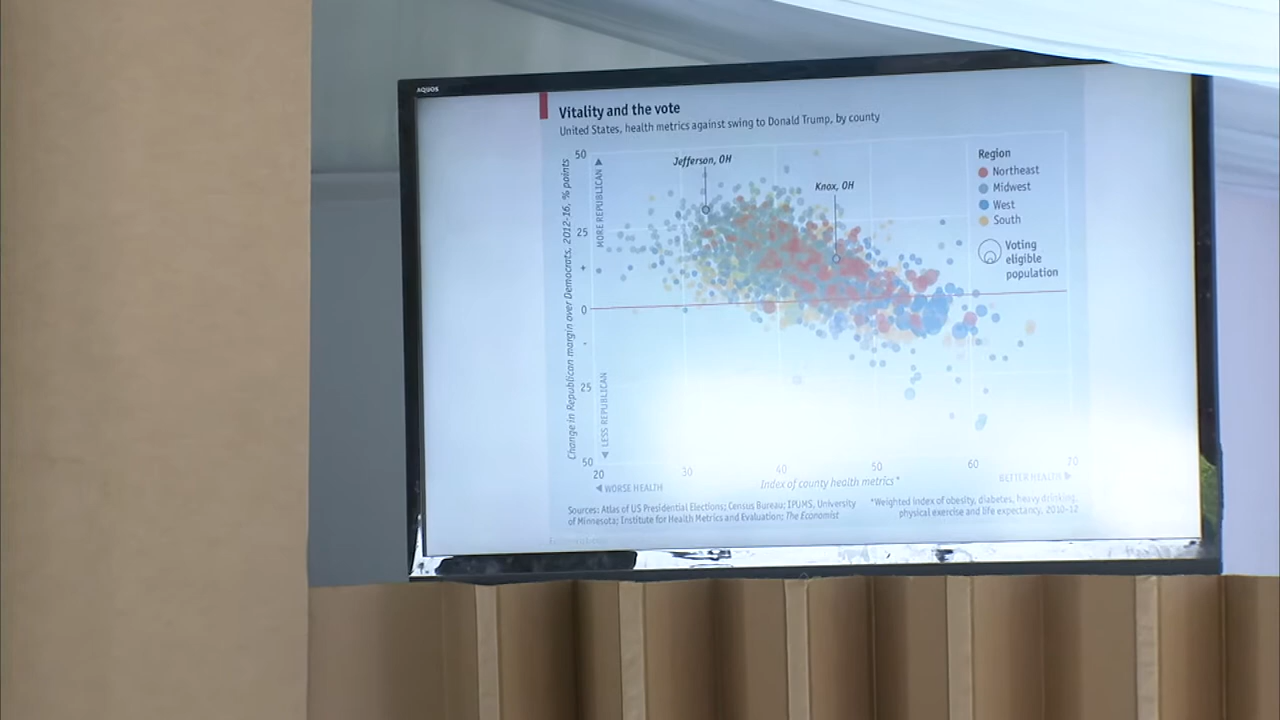 AQUOS
Vitality and the vote
United States, health metrics against swing to Donald Trump, by county
Change in Republican margin over Democrats, 2012-16, % points
MORE REPUBLICAN ▲
◀ LESS REPUBLICAN
50
25
+
0
-
25
50
Jefferson, OH
Knox, OH
Region
Northeast
Midwest
West
South
Voting
eligible
population
20
30
40
50
60
70
◀ WORSE HEALTH
Index of county health metrics*
BETTER HEALTH ▶
Sources: Atlas of US Presidential Elections; Census Bureau; IPUMS, University
of Minnesota; Institute for Health Metrics and Evaluation; The Economist
*Weighted index of obesity, diabetes, heavy drinking,
physical exercise and life expectancy, 2010-12